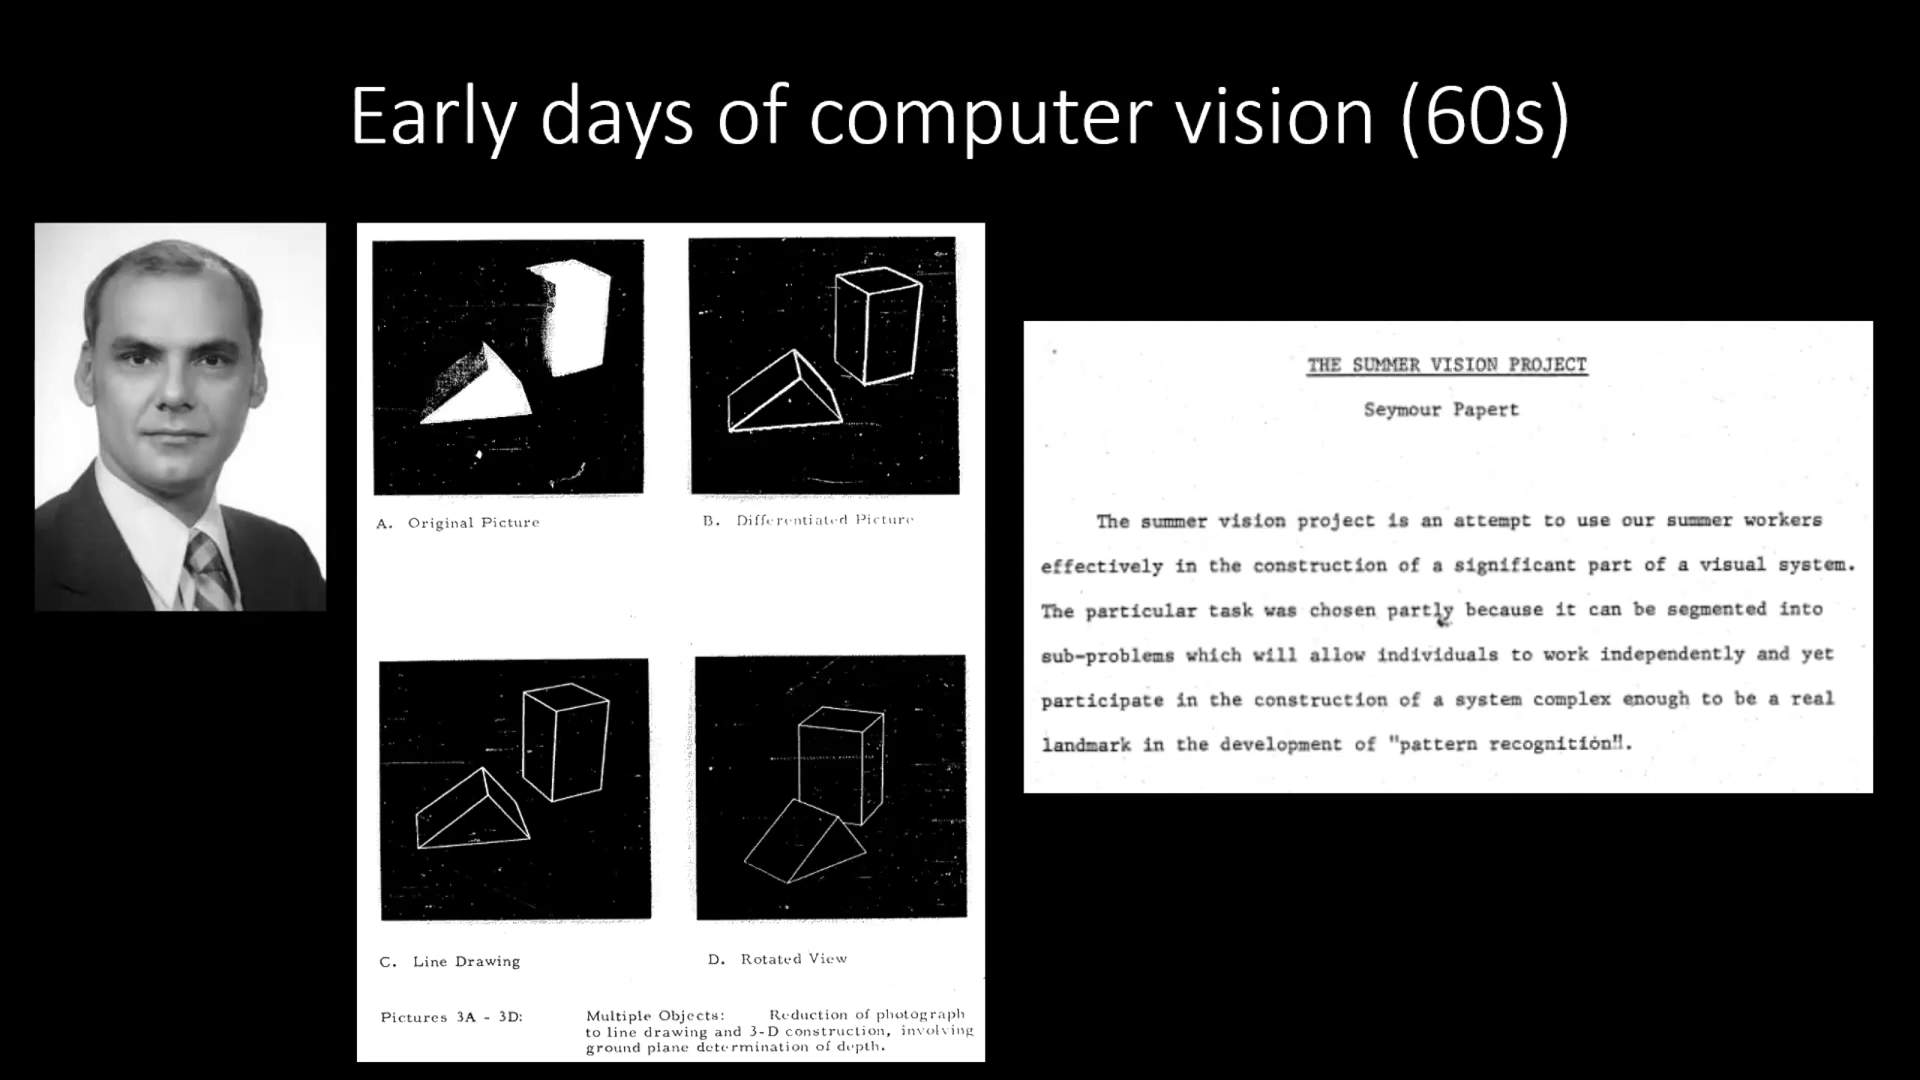 Early days of computer vision (60s)
A. Original Picture
B. Differentiated Picture
C. Line Drawing
D. Rotated View
Pictures 3A - 3D: Multiple Objects: Reduction of photograph
to line drawing and 3-D construction, involving
ground plane determination of depth.
THE SUMMER VISION PROJECT
Seymour Papert
The summer vision project is an attempt to use our summer workers
effectively in the construction of a significant part of a visual system.
The particular task was chosen partly because it can be segmented into
sub-problems which will allow individuals to work independently and yet
participate in the construction of a system complex enough to be a real
landmark in the development of "pattern recognition".